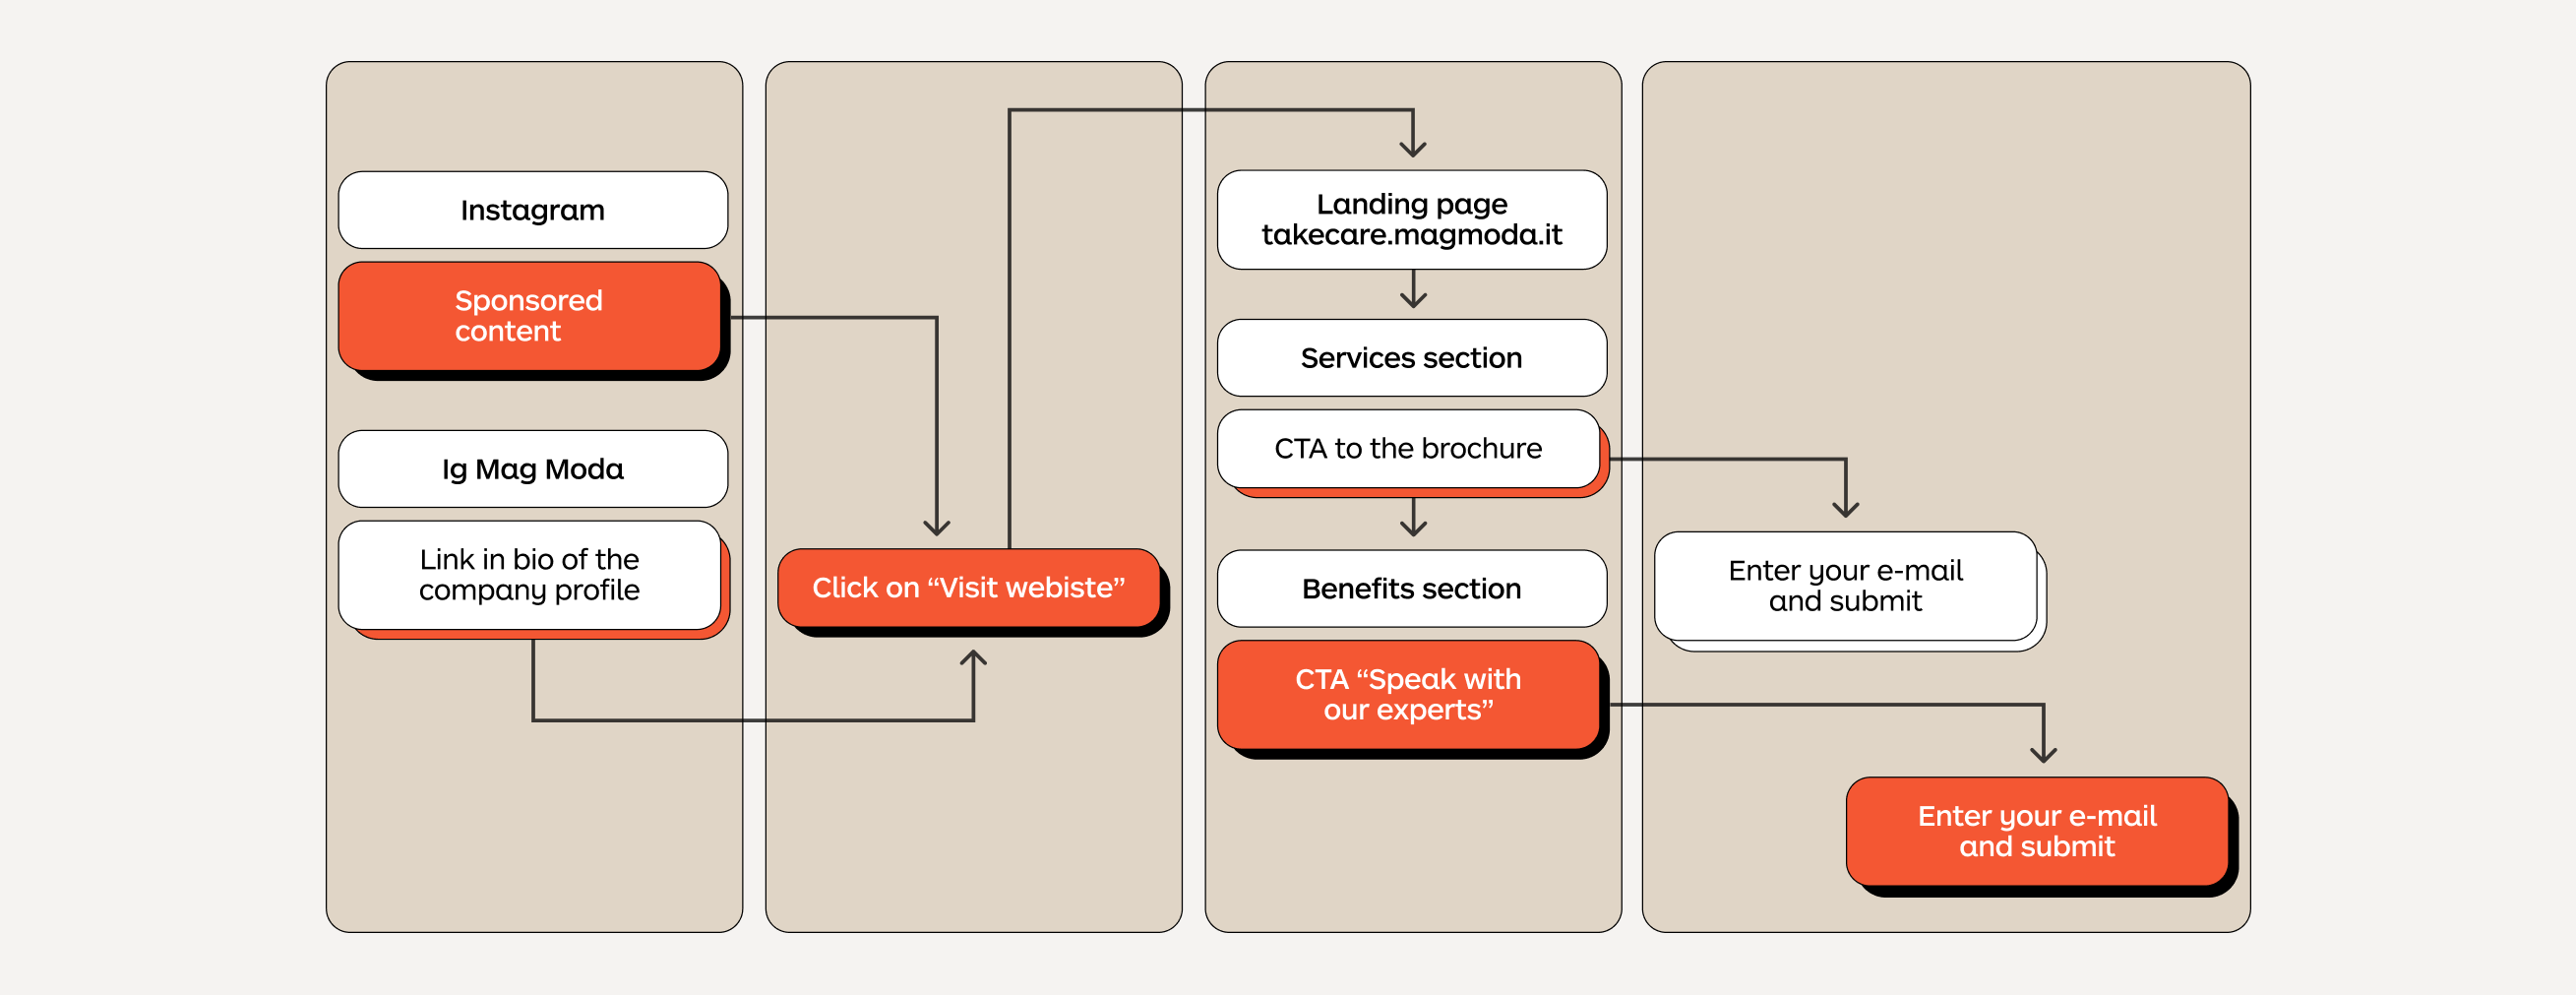 Instagram
Sponsored
content
Ig Mag Moda
Link in bio of the
company profile
Click on “Visit webiste”
Landing page
takecare.magmoda.it
Services section
CTA to the brochure
Benefits section
CTA “Speak with
our experts”
Enter your e-mail
and submit
Enter your e-mail
and submit